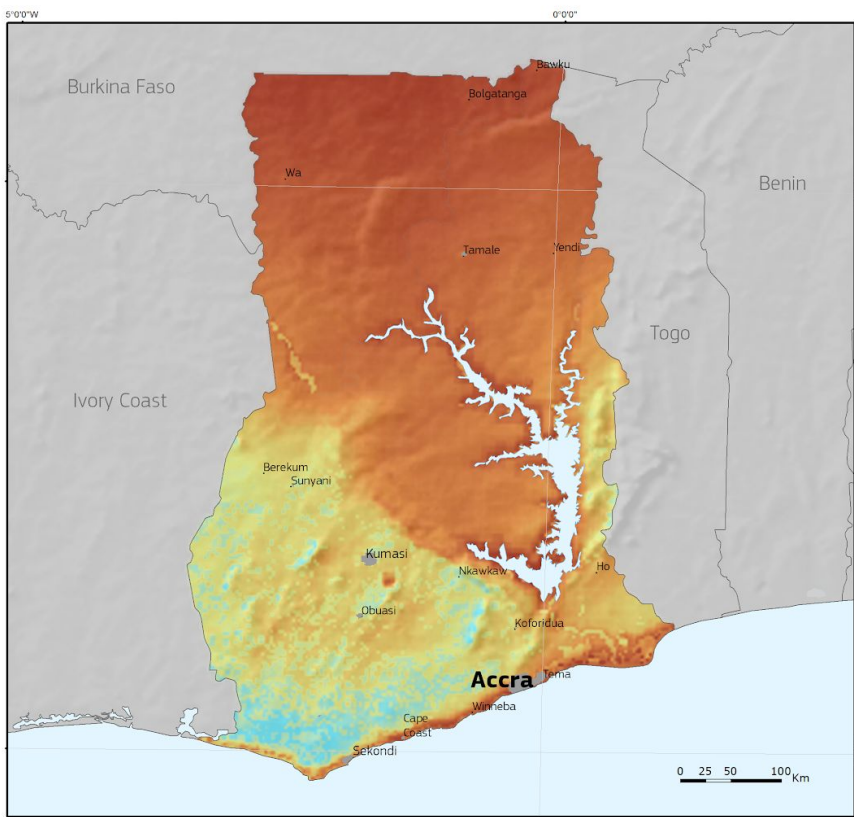 5°0'0"W
0°0'0"
Bawku
Burkina Faso
Bolgatanga
Wa
Benin
Tamale
Yendi
Togo
Ivory Coast
Berekum
Sunyani
Kumasi
Nkawkaw
Ho
Obuasi
Koforidua
Accra
Tema
Winneba
Cape
Coast
Sekondi
0 25 50 100
Km